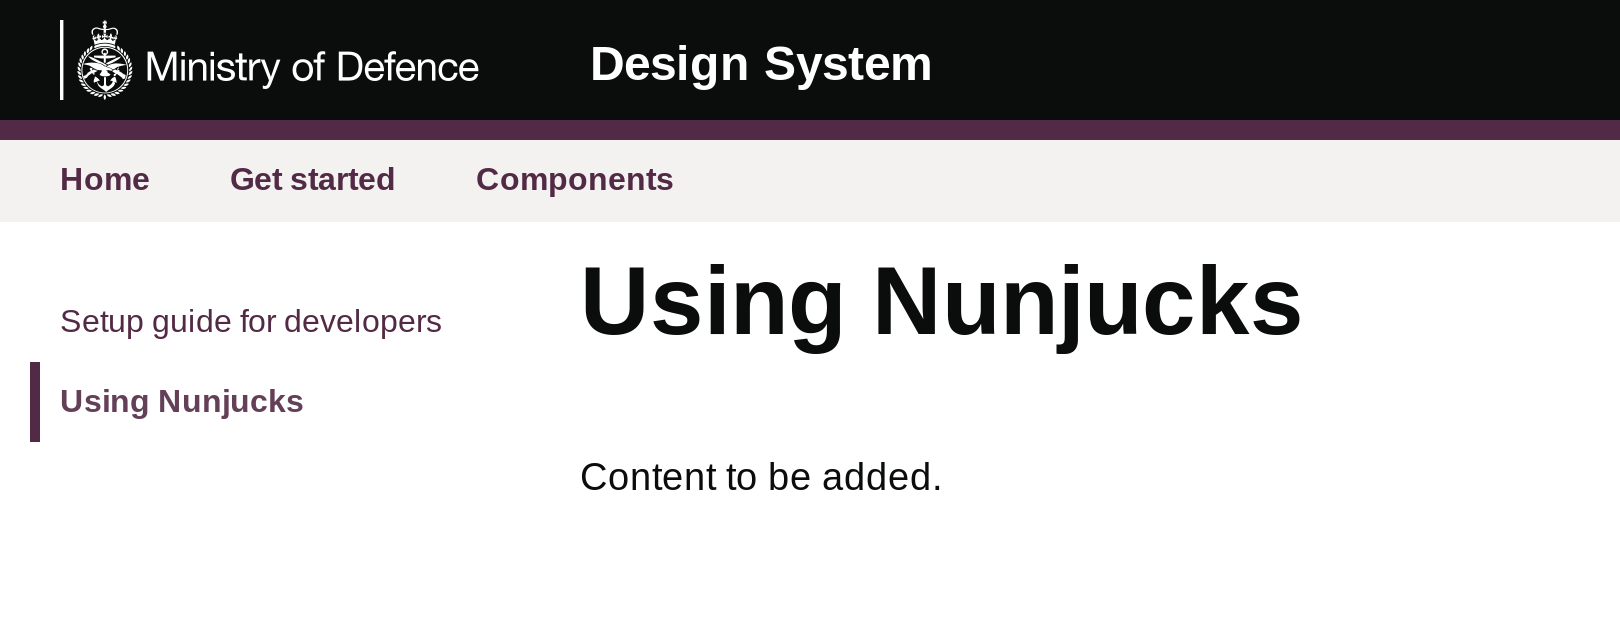 Ministry of Defence
Design System
Home
Get started
Components
Setup guide for developers
Using Nunjucks
Using Nunjucks
Content to be added.